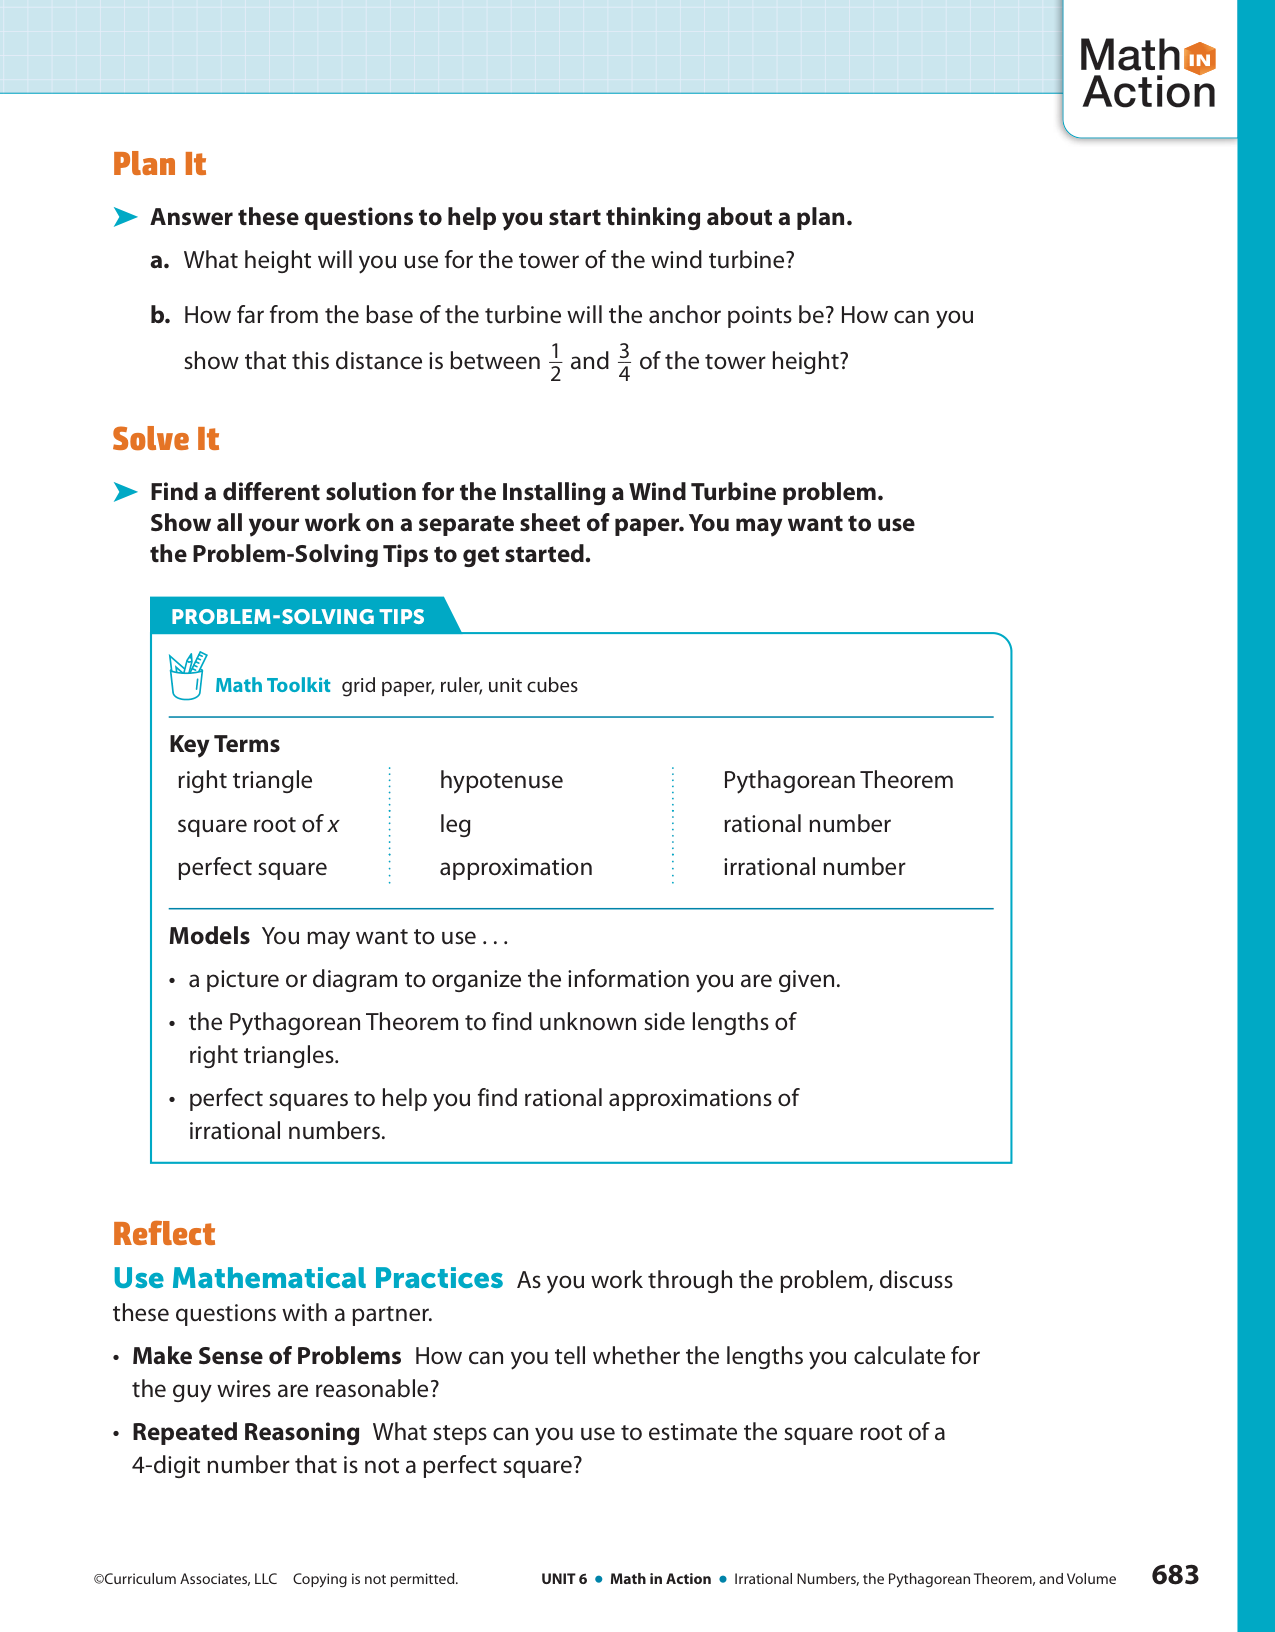 Math IN
Action
Plan It
➤ Answer these questions to help you start thinking about a plan.
a. What height will you use for the tower of the wind turbine?
b. How far from the base of the turbine will the anchor points be? How can you
show that this distance is between 1/2 and 3/4 of the tower height?
Solve It
➤ Find a different solution for the Installing a Wind Turbine problem.
Show all your work on a separate sheet of paper. You may want to use
the Problem-Solving Tips to get started.
PROBLEM-SOLVING TIPS
Math Toolkit grid paper, ruler, unit cubes
Key Terms
right triangle hypotenuse Pythagorean Theorem
square root of x leg rational number
perfect square approximation irrational number
Models You may want to use . . .
• a picture or diagram to organize the information you are given.
• the Pythagorean Theorem to find unknown side lengths of
right triangles.
• perfect squares to help you find rational approximations of
irrational numbers.
Reflect
Use Mathematical Practices As you work through the problem, discuss
these questions with a partner.
• Make Sense of Problems How can you tell whether the lengths you calculate for
the guy wires are reasonable?
• Repeated Reasoning What steps can you use to estimate the square root of a
4-digit number that is not a perfect square?
©Curriculum Associates, LLC Copying is not permitted. UNIT 6 • Math in Action • Irrational Numbers, the Pythagorean Theorem, and Volume 683